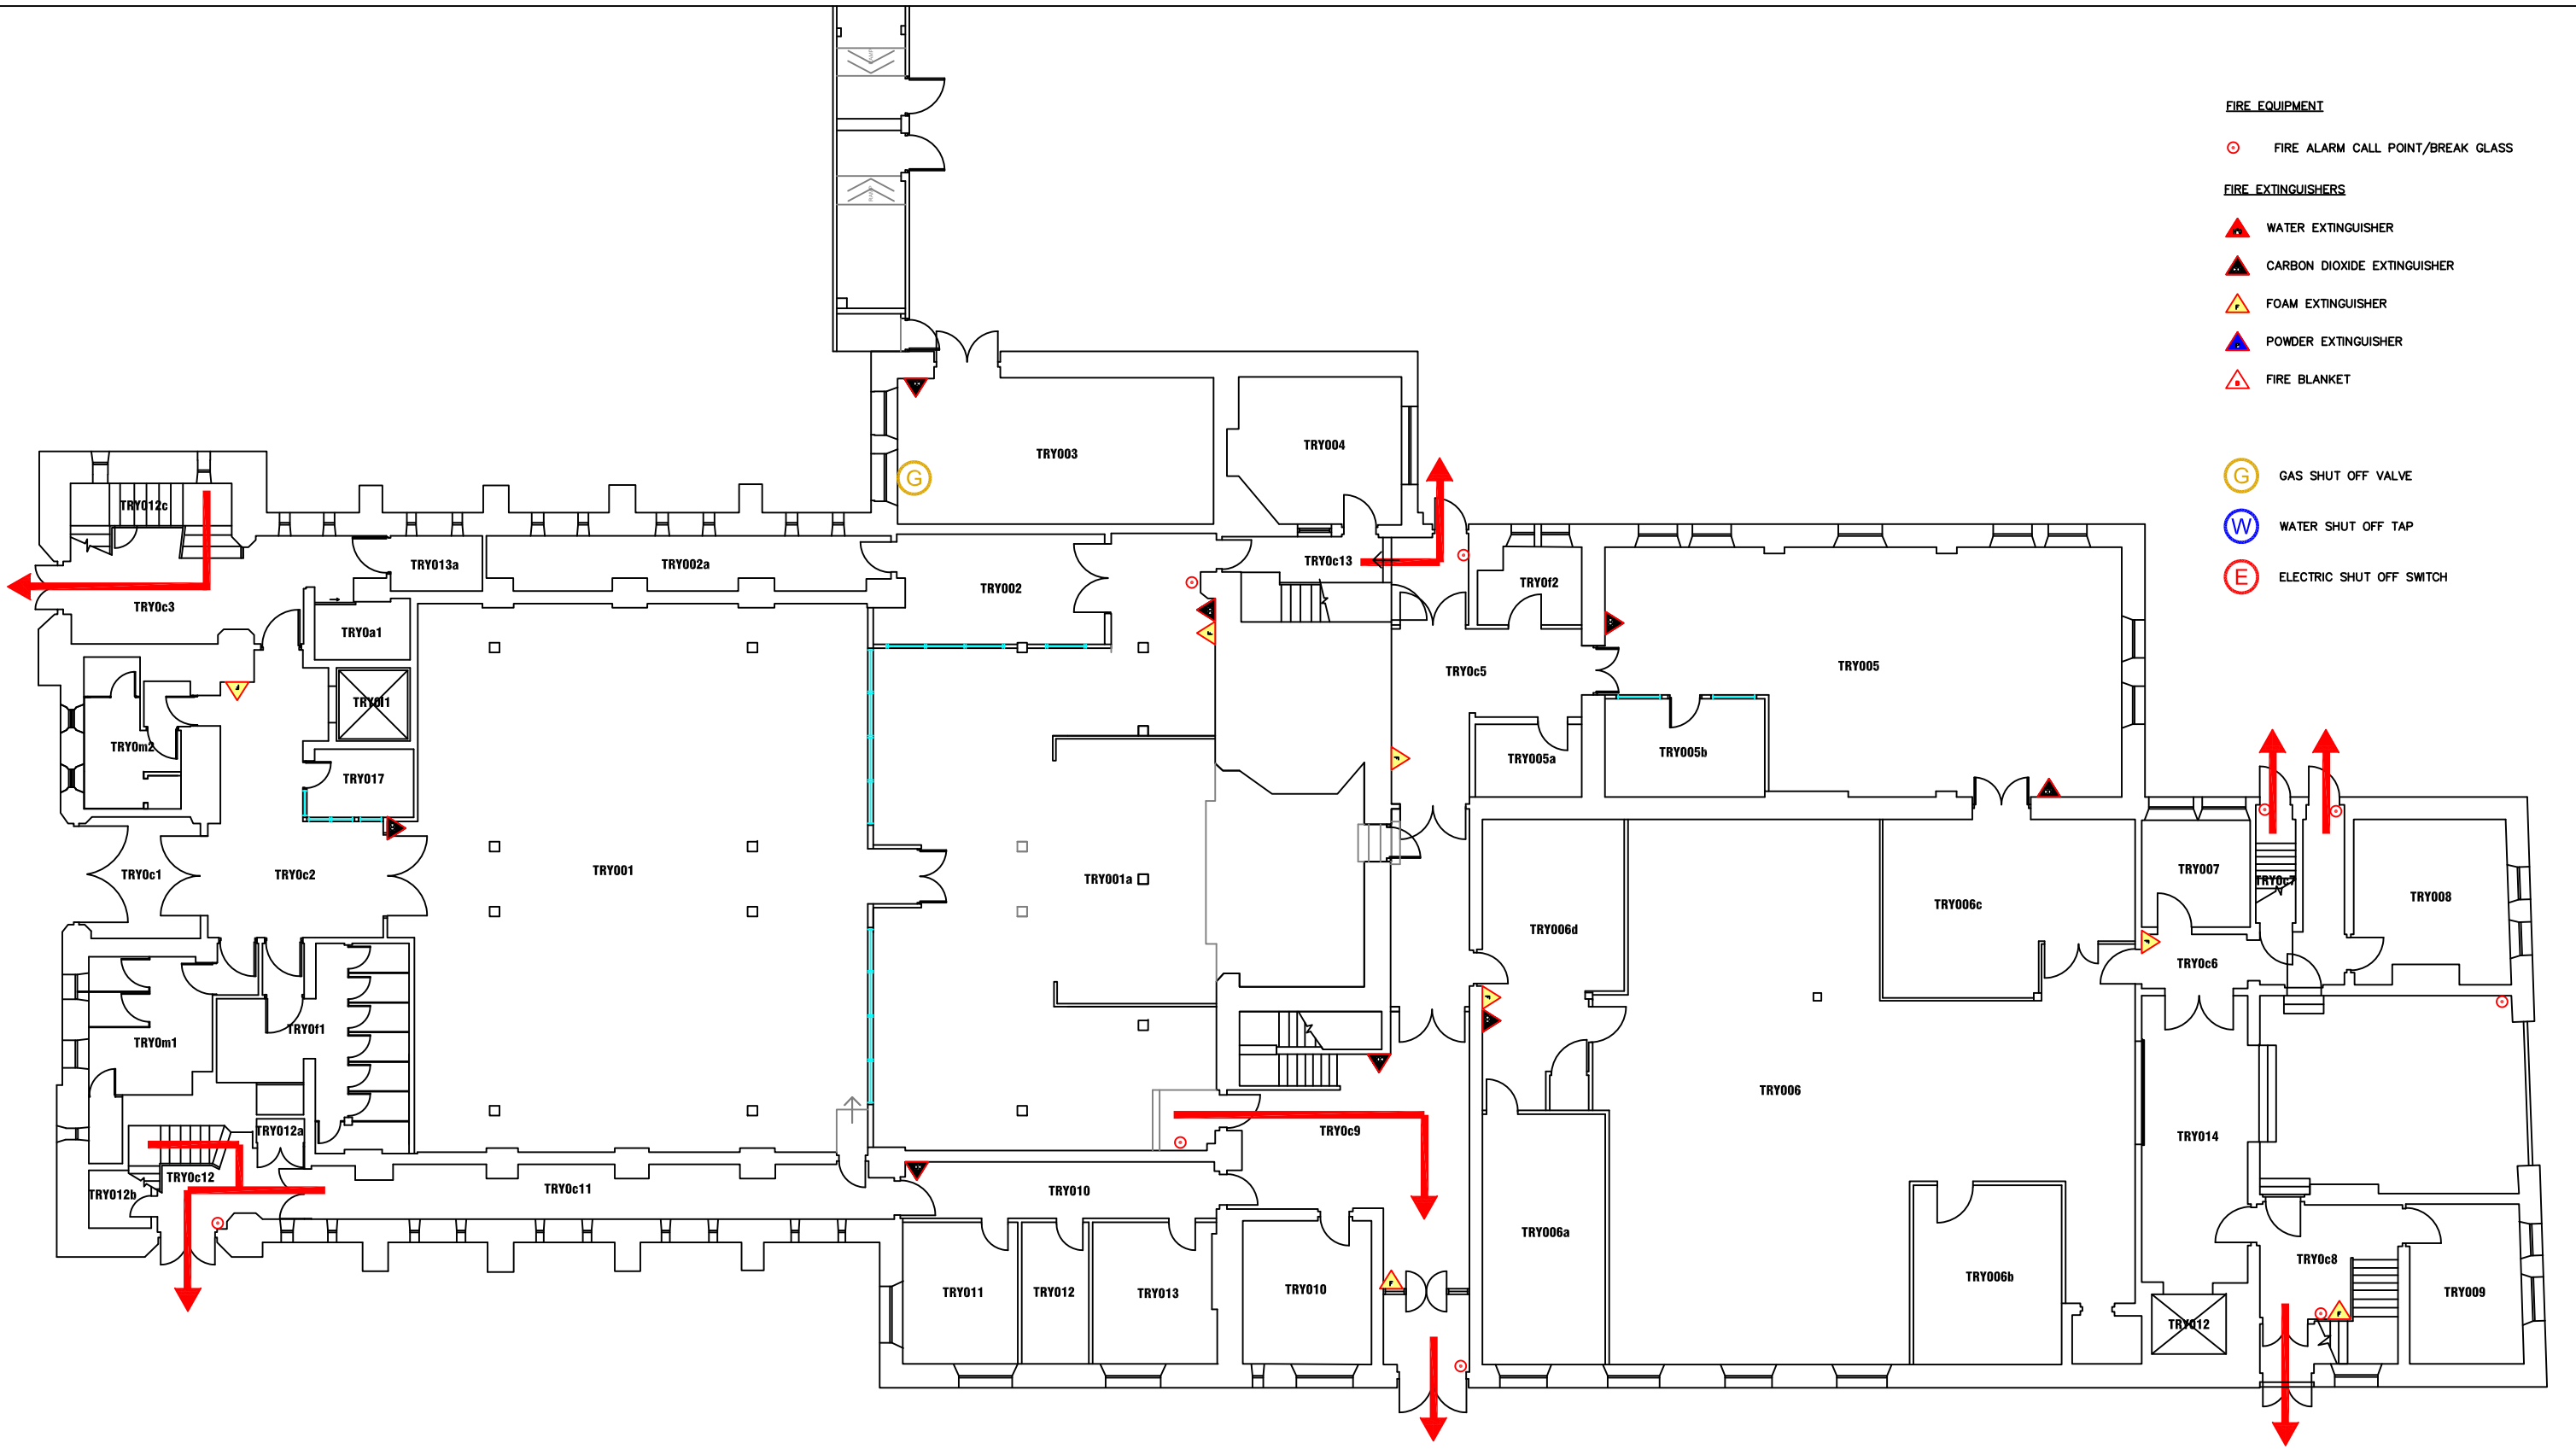 RAMP
RAMP
FIRE EQUIPMENT
FIRE ALARM CALL POINT/BREAK GLASS
FIRE EXTINGUISHERS
WATER EXTINGUISHER
CARBON DIOXIDE EXTINGUISHER
FOAM EXTINGUISHER
POWDER EXTINGUISHER
FIRE BLANKET
G GAS SHUT OFF VALVE
W WATER SHUT OFF TAP
E ELECTRIC SHUT OFF SWITCH
TRY003
TRY004
G
TRY012c
TRY013a
TRY002a
TRY002
TRY0c13
TRY0f2
TRY0c3
TRY0a1
TRY0c5
TRY005
TRY0l1
TRY0m2
TRY017
TRY005a
TRY005b
TRY0c1
TRY0c2
TRY001
TRY001a
TRY007
TRY0c7
TRY008
TRY006c
TRY006d
TRY0c6
TRY0f1
TRY0m1
TRY006
TRY012a
TRY0c9
TRY014
TRY0c12
TRY012b
TRY0c11
TRY010
TRY006a
TRY0c8
TRY006b
TRY011
TRY012
TRY013
TRY010
TRY009
TRY012